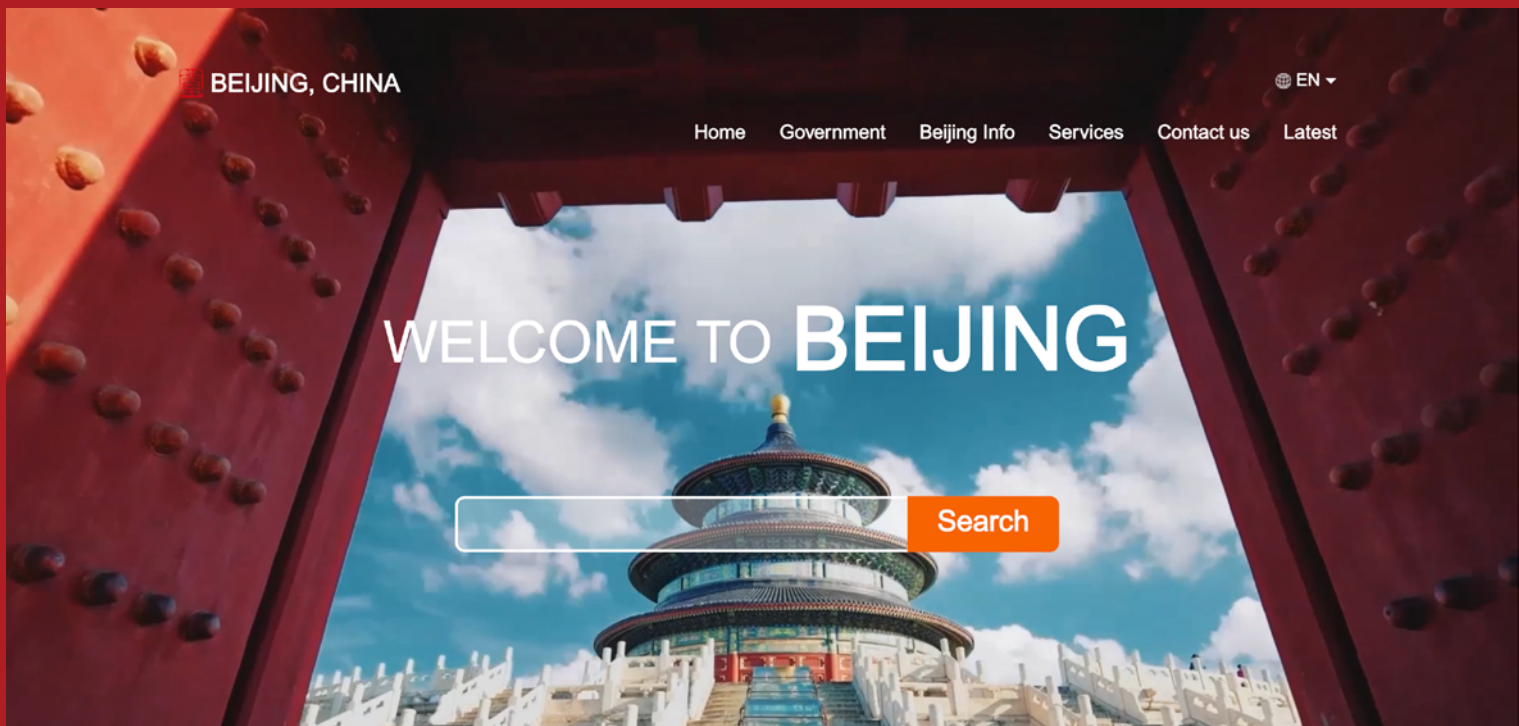 BEIJING, CHINA
EN
Home Government Beijing Info Services Contact us Latest
WELCOME TO BEIJING
Search